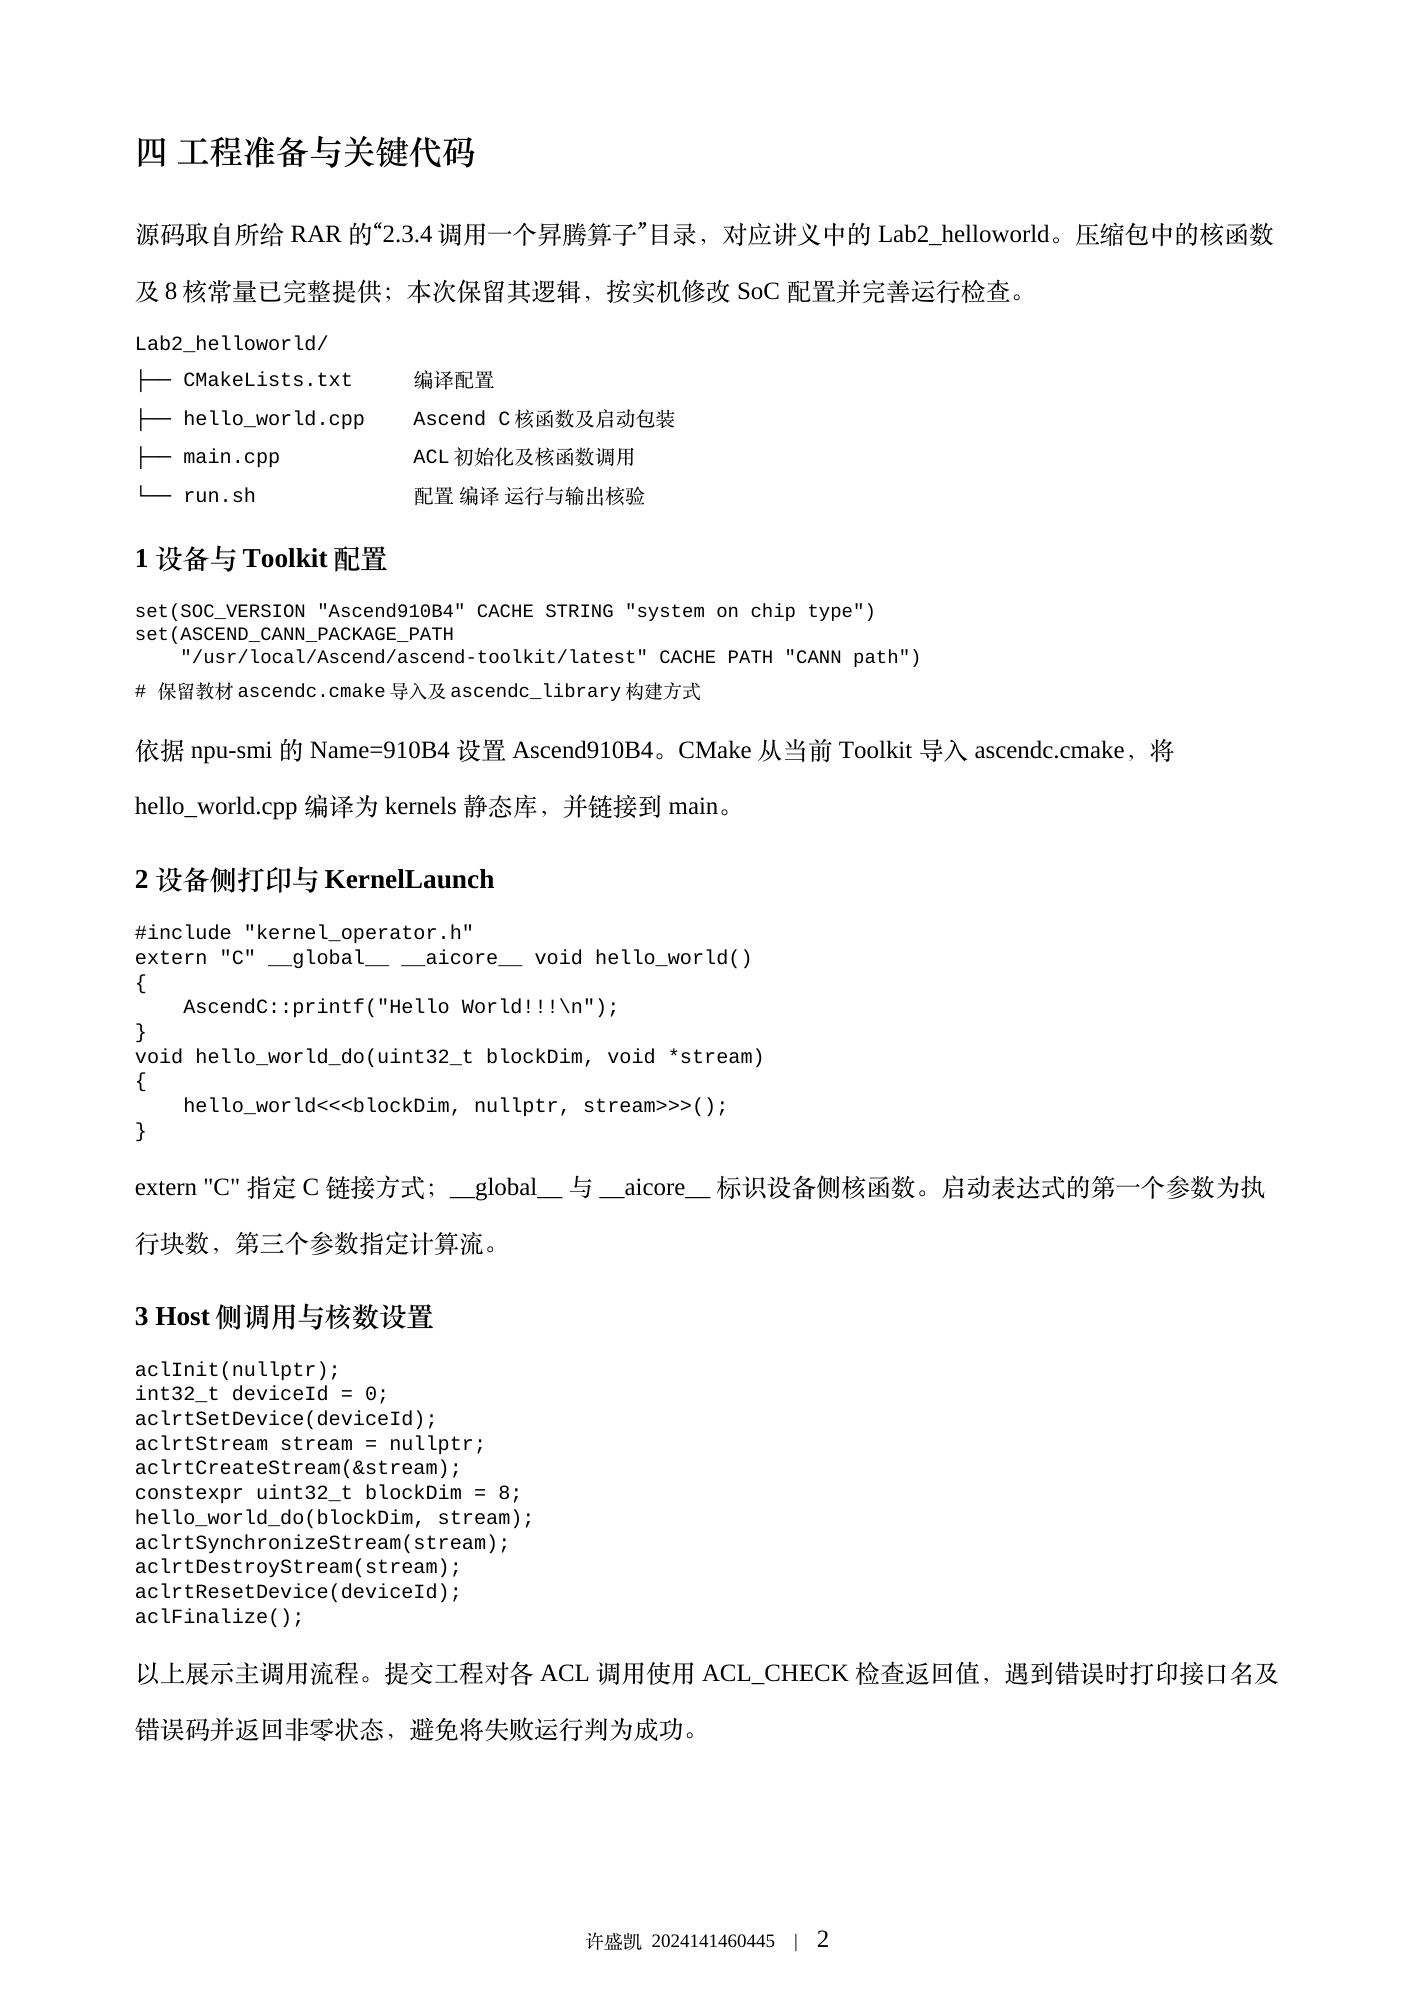 四 工程准备与关键代码
源码取自所给 RAR 的“2.3.4 调用一个昇腾算子”目录，对应讲义中的 Lab2_helloworld。压缩包中的核函数
及 8 核常量已完整提供；本次保留其逻辑，按实机修改 SoC 配置并完善运行检查。
Lab2_helloworld/
├── CMakeLists.txt     编译配置
├── hello_world.cpp    Ascend C 核函数及启动包装
├── main.cpp           ACL 初始化及核函数调用
└── run.sh             配置 编译 运行与输出核验
1 设备与 Toolkit 配置
set(SOC_VERSION "Ascend910B4" CACHE STRING "system on chip type")
set(ASCEND_CANN_PACKAGE_PATH
    "/usr/local/Ascend/ascend-toolkit/latest" CACHE PATH "CANN path")
# 保留教材 ascendc.cmake 导入及 ascendc_library 构建方式
依据 npu-smi 的 Name=910B4 设置 Ascend910B4。CMake 从当前 Toolkit 导入 ascendc.cmake，将
hello_world.cpp 编译为 kernels 静态库，并链接到 main。
2 设备侧打印与 KernelLaunch
#include "kernel_operator.h"
extern "C" __global__ __aicore__ void hello_world()
{
    AscendC::printf("Hello World!!!\n");
}
void hello_world_do(uint32_t blockDim, void *stream)
{
    hello_world<<<blockDim, nullptr, stream>>>();
}
extern "C" 指定 C 链接方式；__global__ 与 __aicore__ 标识设备侧核函数。启动表达式的第一个参数为执
行块数，第三个参数指定计算流。
3 Host 侧调用与核数设置
aclInit(nullptr);
int32_t deviceId = 0;
aclrtSetDevice(deviceId);
aclrtStream stream = nullptr;
aclrtCreateStream(&stream);
constexpr uint32_t blockDim = 8;
hello_world_do(blockDim, stream);
aclrtSynchronizeStream(stream);
aclrtDestroyStream(stream);
aclrtResetDevice(deviceId);
aclFinalize();
以上展示主调用流程。提交工程对各 ACL 调用使用 ACL_CHECK 检查返回值，遇到错误时打印接口名及
错误码并返回非零状态，避免将失败运行判为成功。
许盛凯 2024141460445 | 2